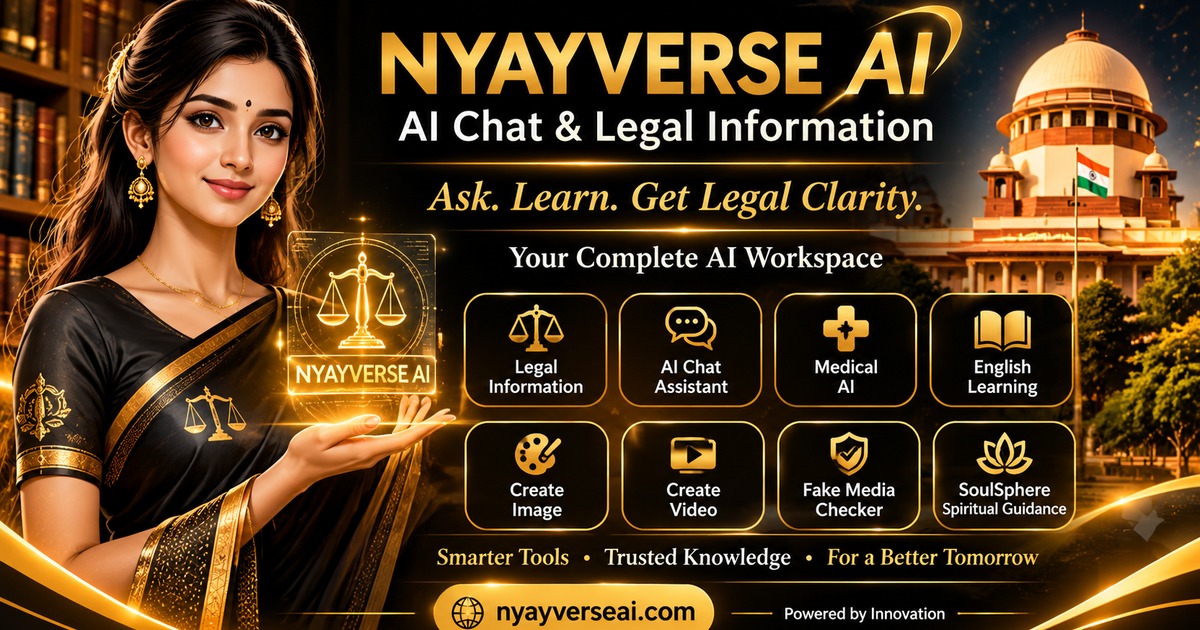 NYAYVERSE AI
AI Chat & Legal Information
Ask. Learn. Get Legal Clarity.
Your Complete AI Workspace
NYAYVERSE AI
Legal
Information
AI Chat
Assistant
Medical
AI
English
Learning
Create
Image
Create
Video
Fake Media
Checker
SoulSphere
Spiritual Guidance
Smarter Tools • Trusted Knowledge • For a Better Tomorrow
nyayverseai.com
Powered by Innovation